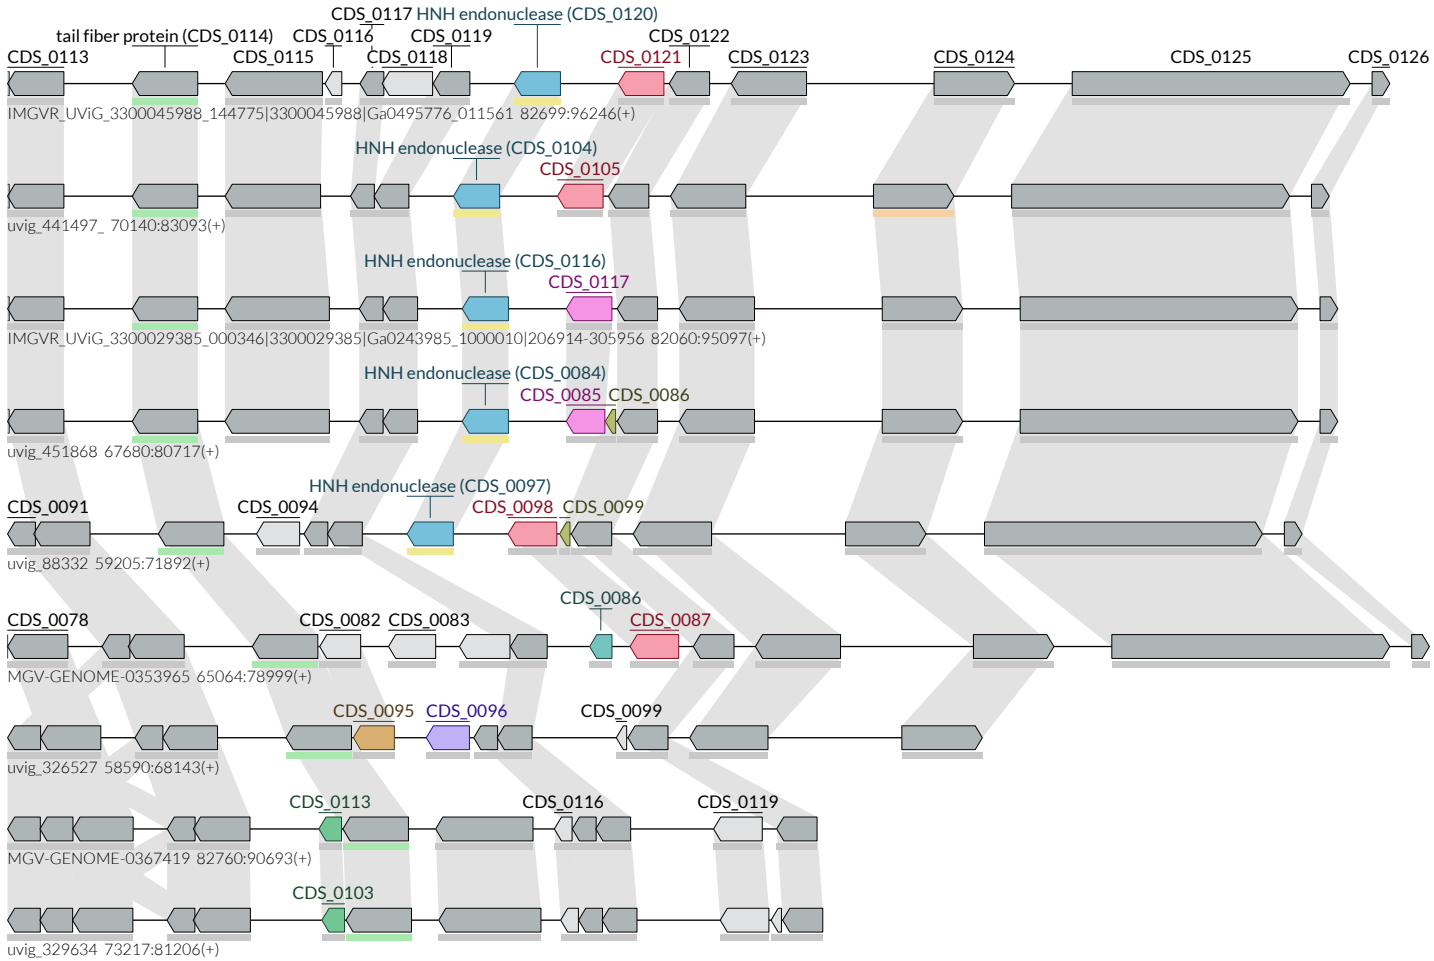 CDS_0117 HNH endonuclease (CDS_0120)
tail fiber protein (CDS_0114) CDS_0116 CDS_0119 CDS_0122
CDS_0113 CDS_0115 CDS_0118 CDS_0121 CDS_0123 CDS_0124 CDS_0125 CDS_0126
IMGVR_UViG_3300045988_144775|3300045988|Ga0495776_011561 82699:96246(+)
HNH endonuclease (CDS_0104)
CDS_0105
uvig_441497_ 70140:83093(+)
HNH endonuclease (CDS_0116)
CDS_0117
IMGVR_UViG_3300029385_000346|3300029385|Ga0243985_1000010|206914-305956 82060:95097(+)
HNH endonuclease (CDS_0084)
CDS_0085 CDS_0086
uvig_451868 67680:80717(+)
HNH endonuclease (CDS_0097)
CDS_0091 CDS_0094 CDS_0098 CDS_0099
uvig_88332 59205:71892(+)
CDS_0086
CDS_0078 CDS_0082 CDS_0083 CDS_0087
MGV-GENOME-0353965 65064:78999(+)
CDS_0095 CDS_0096 CDS_0099
uvig_326527 58590:68143(+)
CDS_0113 CDS_0116 CDS_0119
MGV-GENOME-0367419 82760:90693(+)
CDS_0103
uvig_329634 73217:81206(+)